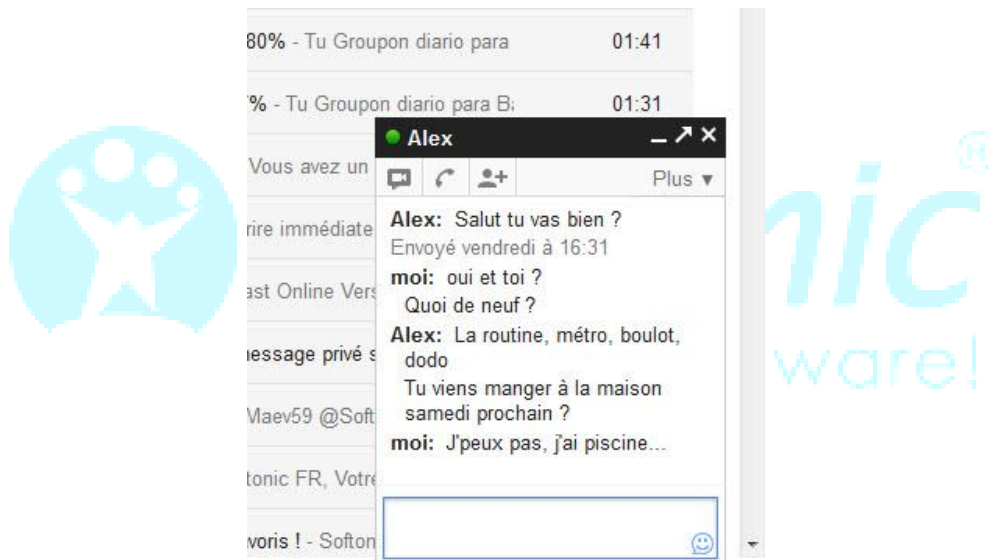 80% - Tu Groupon diario para 01:41
% - Tu Groupon diario para Ba 01:31
Alex
Vous avez un
Plus ▼
rire immédiate
Alex: Salut tu vas bien ?
Envoyé vendredi à 16:31
moi: oui et toi ?
Quoi de neuf ?
ast Online Vers
Alex: La routine, métro, boulot,
dodo
essage privé s
Tu viens manger à la maison
samedi prochain ?
Maev59 @Soft
moi: J'peux pas, j'ai piscine...
tonic FR, Votre
voris ! - Softon
nic®
ware!